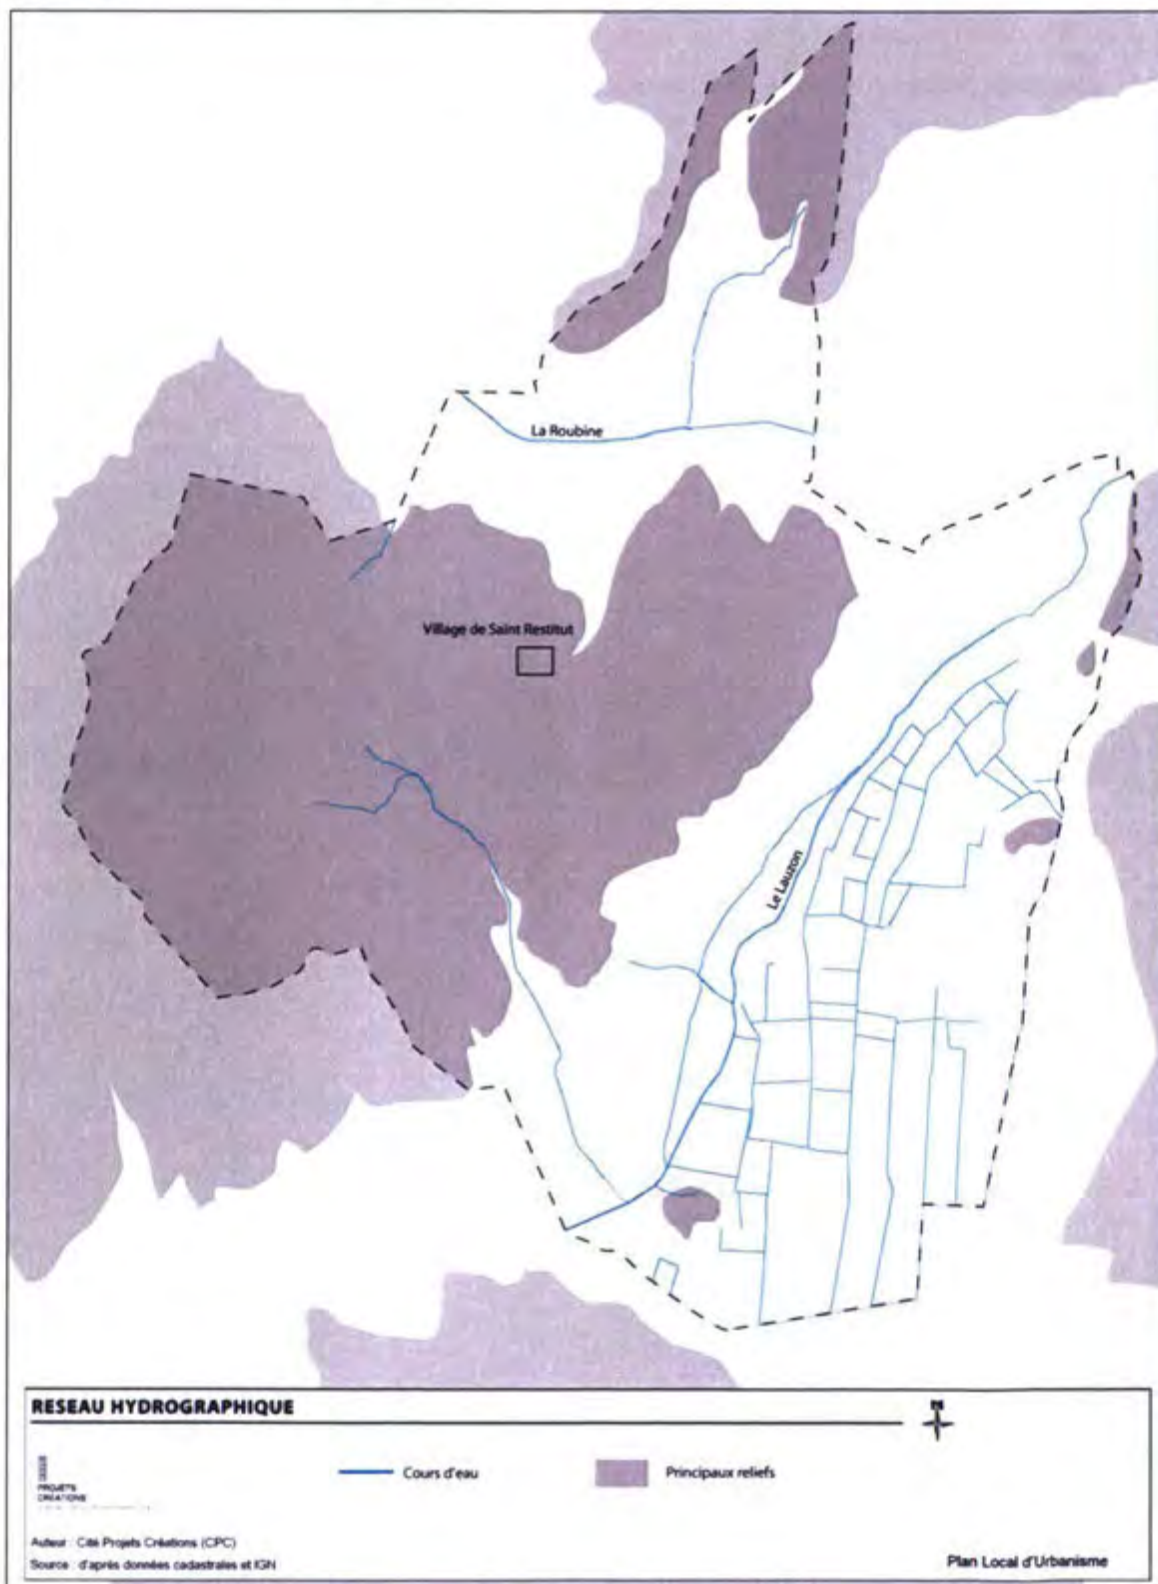 La Roubine
Village de Saint Restitut
Le Lauzon
RESEAU HYDROGRAPHIQUE
N
PROJETS
CREATIONS
Cours d'eau
Principaux reliefs
Auteur : Cité Projets Créations (CPC)
Source : d'après données cadastrales et IGN
Plan Local d'Urbanisme